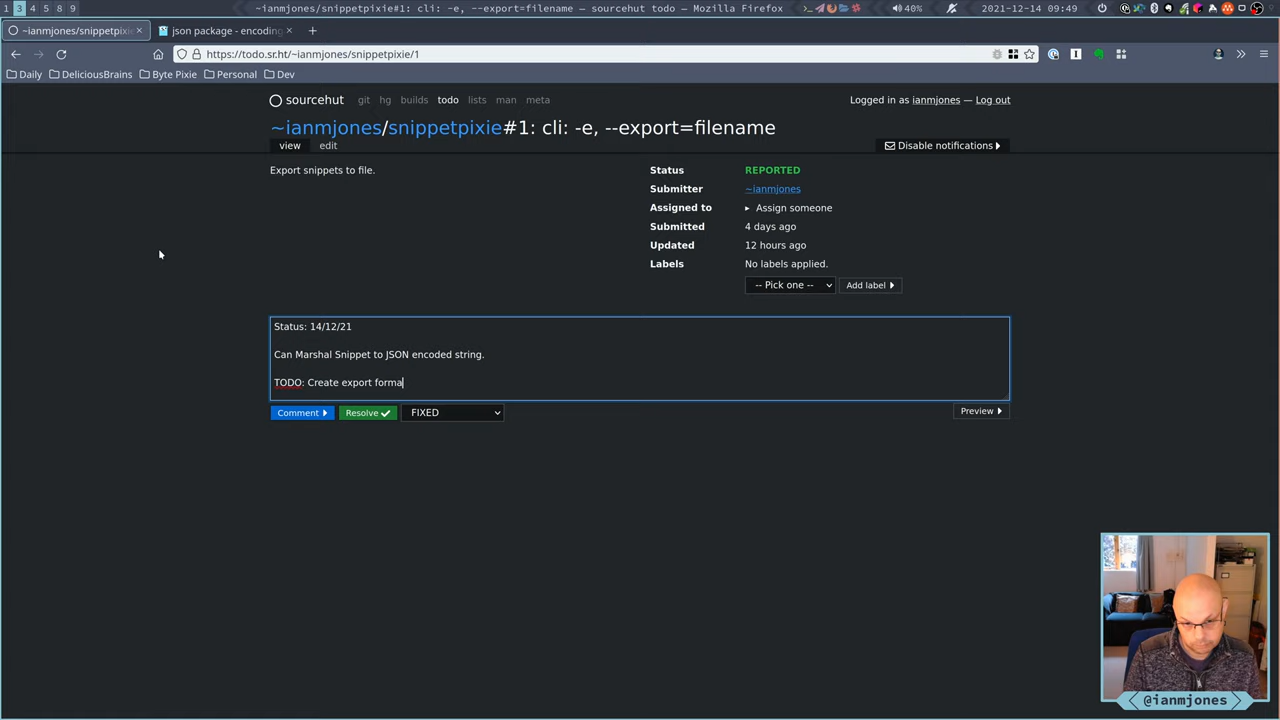 1 2 4 5 8 9
~ianmjones/snippetpixie#1: cli: -e, --export=filename — sourcehut todo — Mozilla Firefox
40%
2021-12-14 09:49
~ianmjones/snippetpixie
json package - encoding
https://todo.sr.ht/~ianmjones/snippetpixie/1
Daily DeliciousBrains Byte Pixie Personal Dev
sourcehut git hg builds todo lists man meta
Logged in as ianmjones — Log out
~ianmjones/snippetpixie#1: cli: -e, --export=filename
view edit
Disable notifications
Export snippets to file.
Status REPORTED
Submitter ~ianmjones
Assigned to Assign someone
Submitted 4 days ago
Updated 12 hours ago
Labels No labels applied.
-- Pick one -- Add label
Status: 14/12/21
Can Marshal Snippet to JSON encoded string.
TODO: Create export forma
Comment Resolve FIXED Preview
@ianmjones